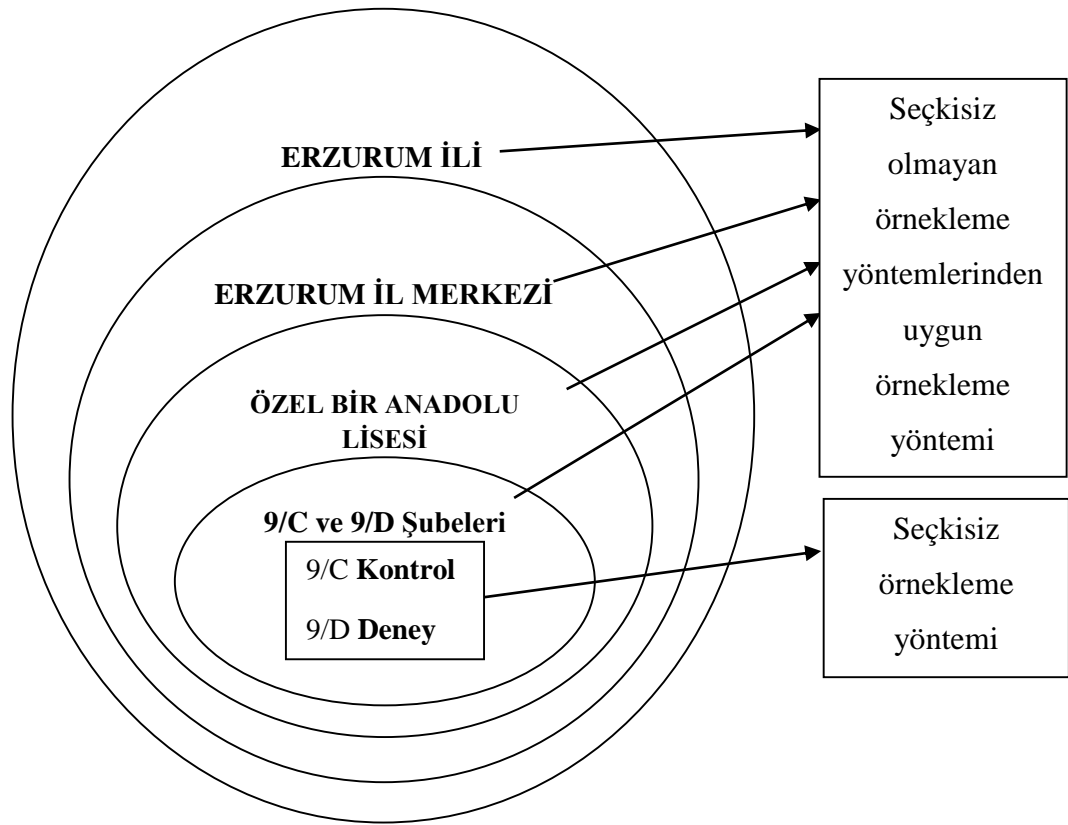 ERZURUM İLİ
ERZURUM İL MERKEZİ
ÖZEL BİR ANADOLU
LİSESİ
9/C ve 9/D Şubeleri
9/C Kontrol
9/D Deney
Seçkisiz
olmayan
örnekleme
yöntemlerinden
uygun
örnekleme
yöntemi
Seçkisiz
örnekleme
yöntemi